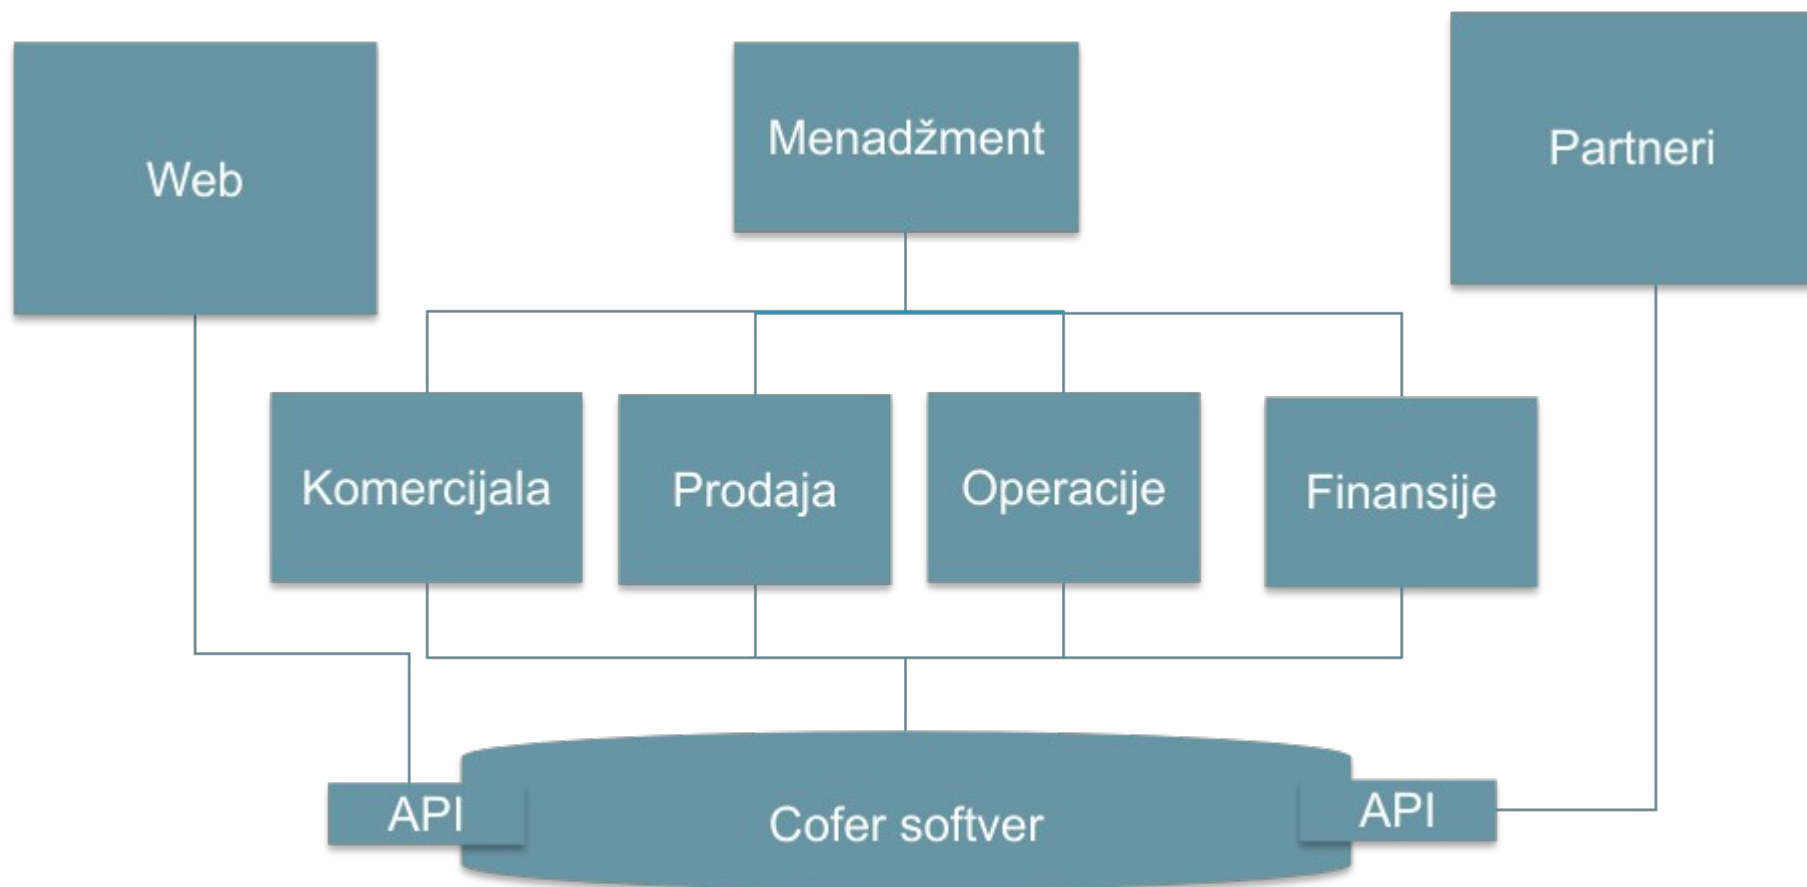 Web
Menadžment
Partneri
Komercijala
Prodaja
Operacije
Finansije
API
Cofer softver
API